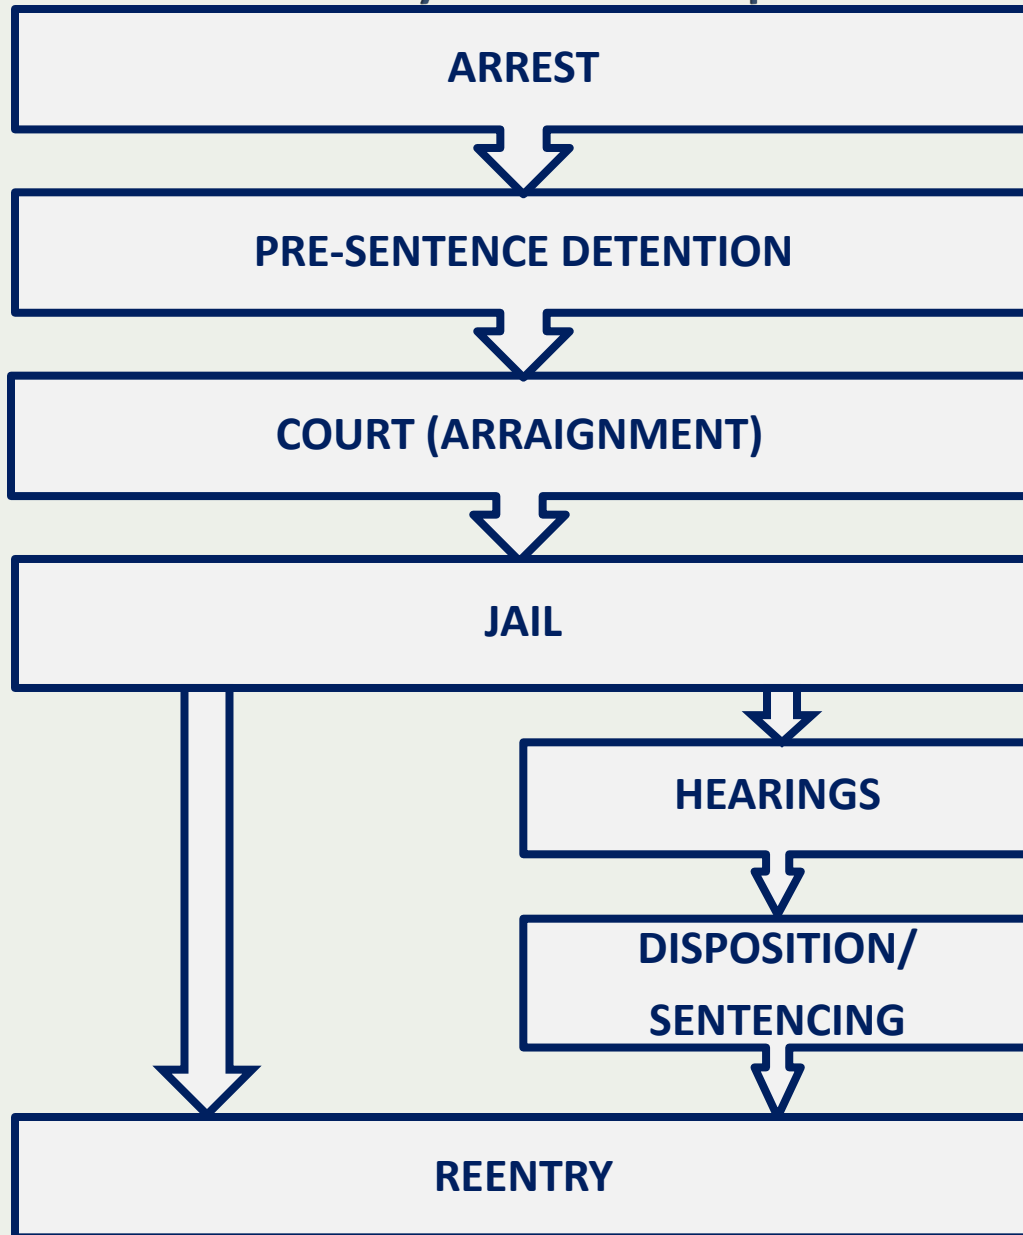 ARREST
PRE-SENTENCE DETENTION
COURT (ARRAIGNMENT)
JAIL
HEARINGS
DISPOSITION/
SENTENCING
REENTRY